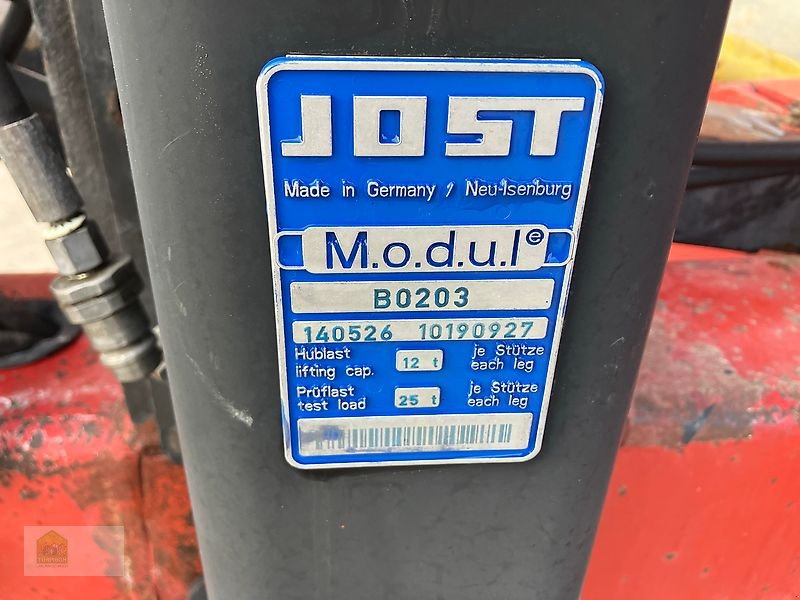 JOST
Made in Germany / Neu-Isenburg
M.o.d.u.l e
B0203
140526 10190927
Hublast 12 t je Stütze
lifting cap. each leg
Prüflast 25 t je Stütze
test load each leg